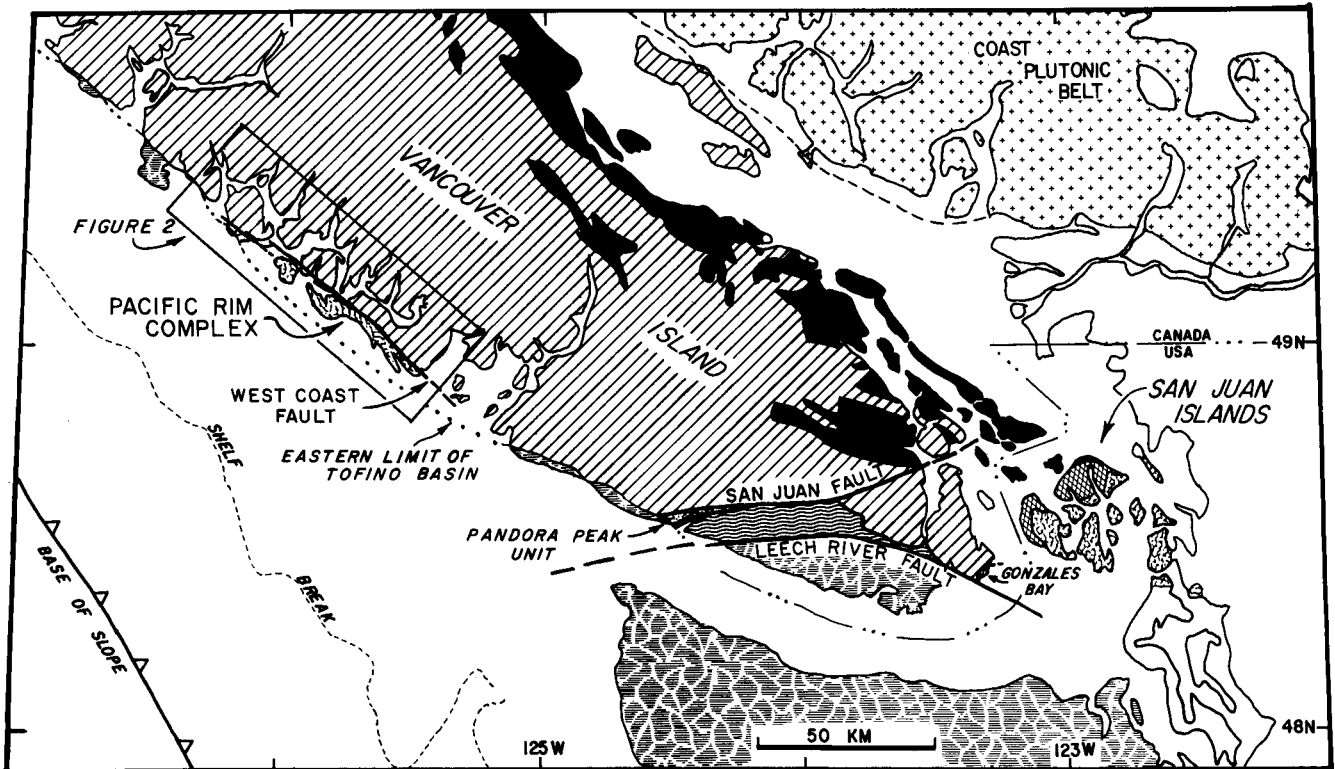 COAST
PLUTONIC
BELT
VANCOUVER
ISLAND
FIGURE 2
PACIFIC RIM
COMPLEX
WEST COAST
FAULT
EASTERN LIMIT OF
TOFINO BASIN
CANADA
USA
49N
SAN JUAN
ISLANDS
SHELF
BREAK
SAN JUAN FAULT
PANDORA PEAK
UNIT
LEECH RIVER FAULT
GONZALES
BAY
BASE OF SLOPE
50 KM
125W
123W
48N